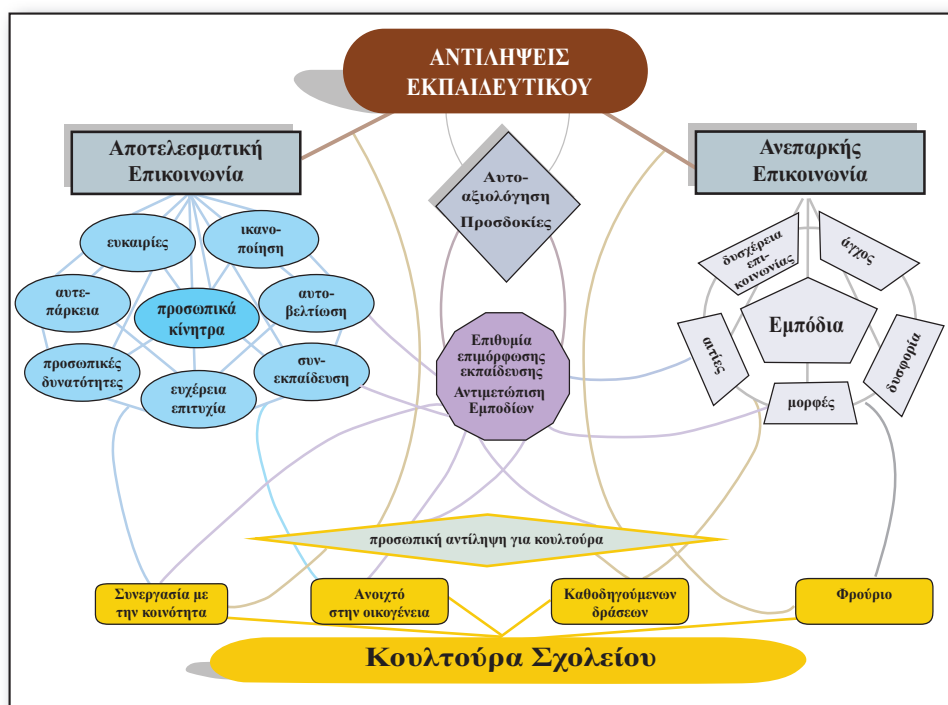 ΑΝΤΙΛΗΨΕΙΣ
ΕΚΠΑΙΔΕΥΤΙΚΟΥ
Αποτελεσματική
Επικοινωνία
Αυτο-
αξιολόγηση
Προσδοκίες
Ανεπαρκής
Επικοινωνία
ευκαιρίες
ικανο-
ποίηση
αυτε-
πάρκεια
προσωπικά
κίνητρα
αυτο-
βελτίωση
προσωπικές
δυνατότητες
ευχέρεια
επιτυχία
συν-
εκπαίδευση
Επιθυμία
επιμόρφωσης
εκπαίδευσης
Αντιμετώπιση
Εμποδίων
δυσχέρεια
επι-
κοινωνίας
άγχος
Εμπόδια
αιτίες
μορφές
δυσφορία
προσωπική αντίληψη για κουλτούρα
Συνεργασία με
την κοινότητα
Ανοιχτό
στην οικογένεια
Καθοδηγούμενων
δράσεων
Φρούριο
Κουλτούρα Σχολείου